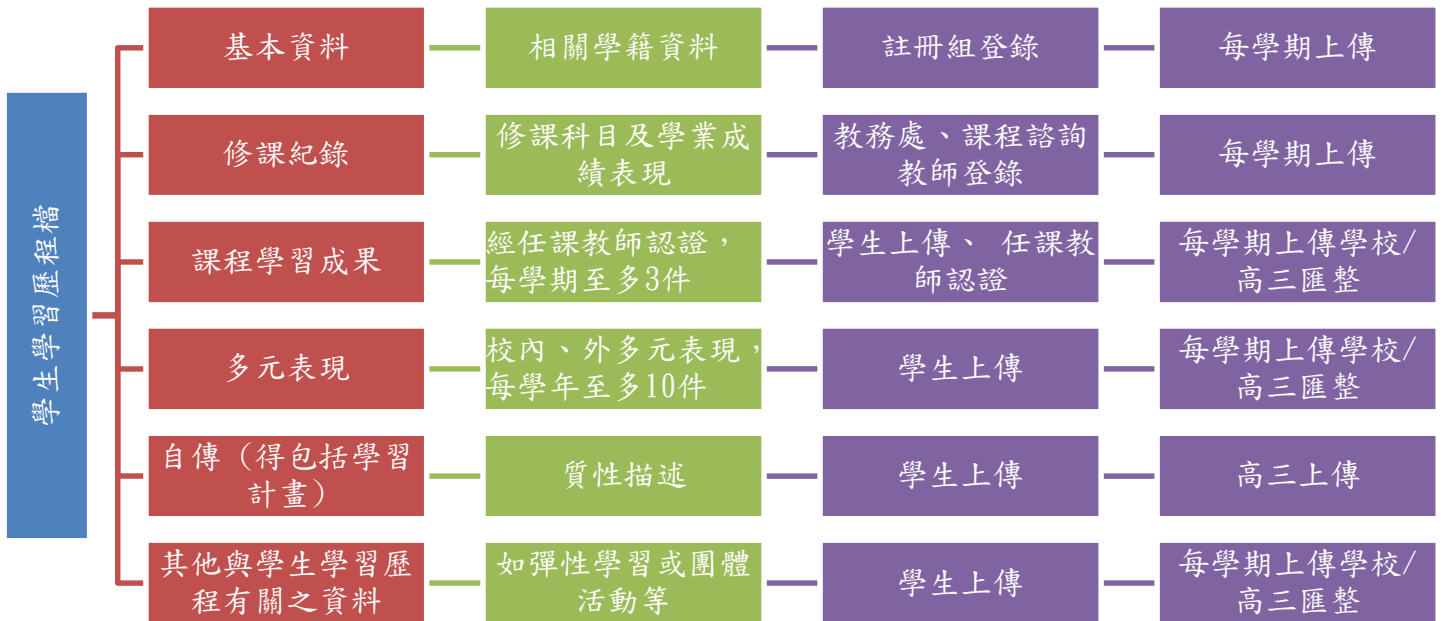 學生學習歷程檔
基本資料
相關學籍資料
註冊組登錄
每學期上傳
修課紀錄
修課科目及學業成
績表現
教務處、課程諮詢
教師登錄
每學期上傳
課程學習成果
經任課教師認證，
每學期至多3件
學生上傳、 任課教
師認證
每學期上傳學校/
高三匯整
多元表現
校內、外多元表現，
每學年至多10件
學生上傳
每學期上傳學校/
高三匯整
自傳（得包括學習
計畫）
質性描述
學生上傳
高三上傳
其他與學生學習歷
程有關之資料
如彈性學習或團體
活動等
學生上傳
每學期上傳學校/
高三匯整